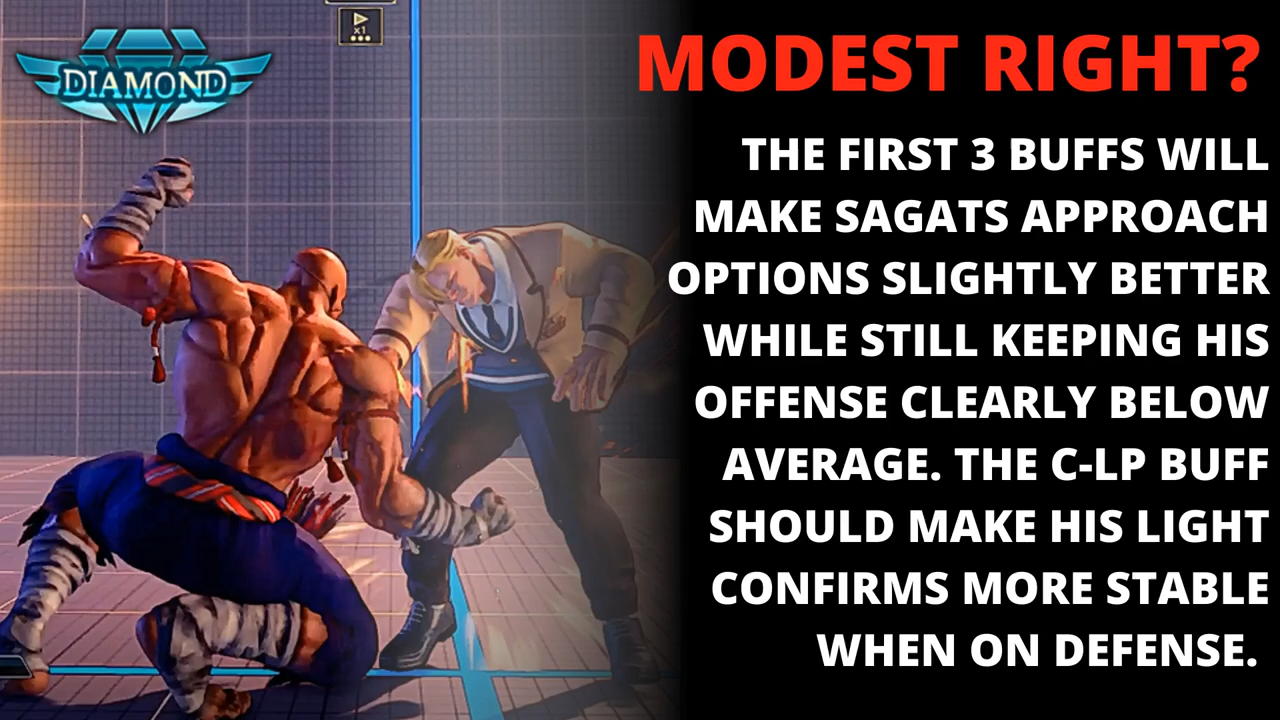 x1
DIAMOND
MODEST RIGHT?
THE FIRST 3 BUFFS WILL
MAKE SAGATS APPROACH
OPTIONS SLIGHTLY BETTER
WHILE STILL KEEPING HIS
OFFENSE CLEARLY BELOW
AVERAGE. THE C-LP BUFF
SHOULD MAKE HIS LIGHT
CONFIRMS MORE STABLE
WHEN ON DEFENSE.